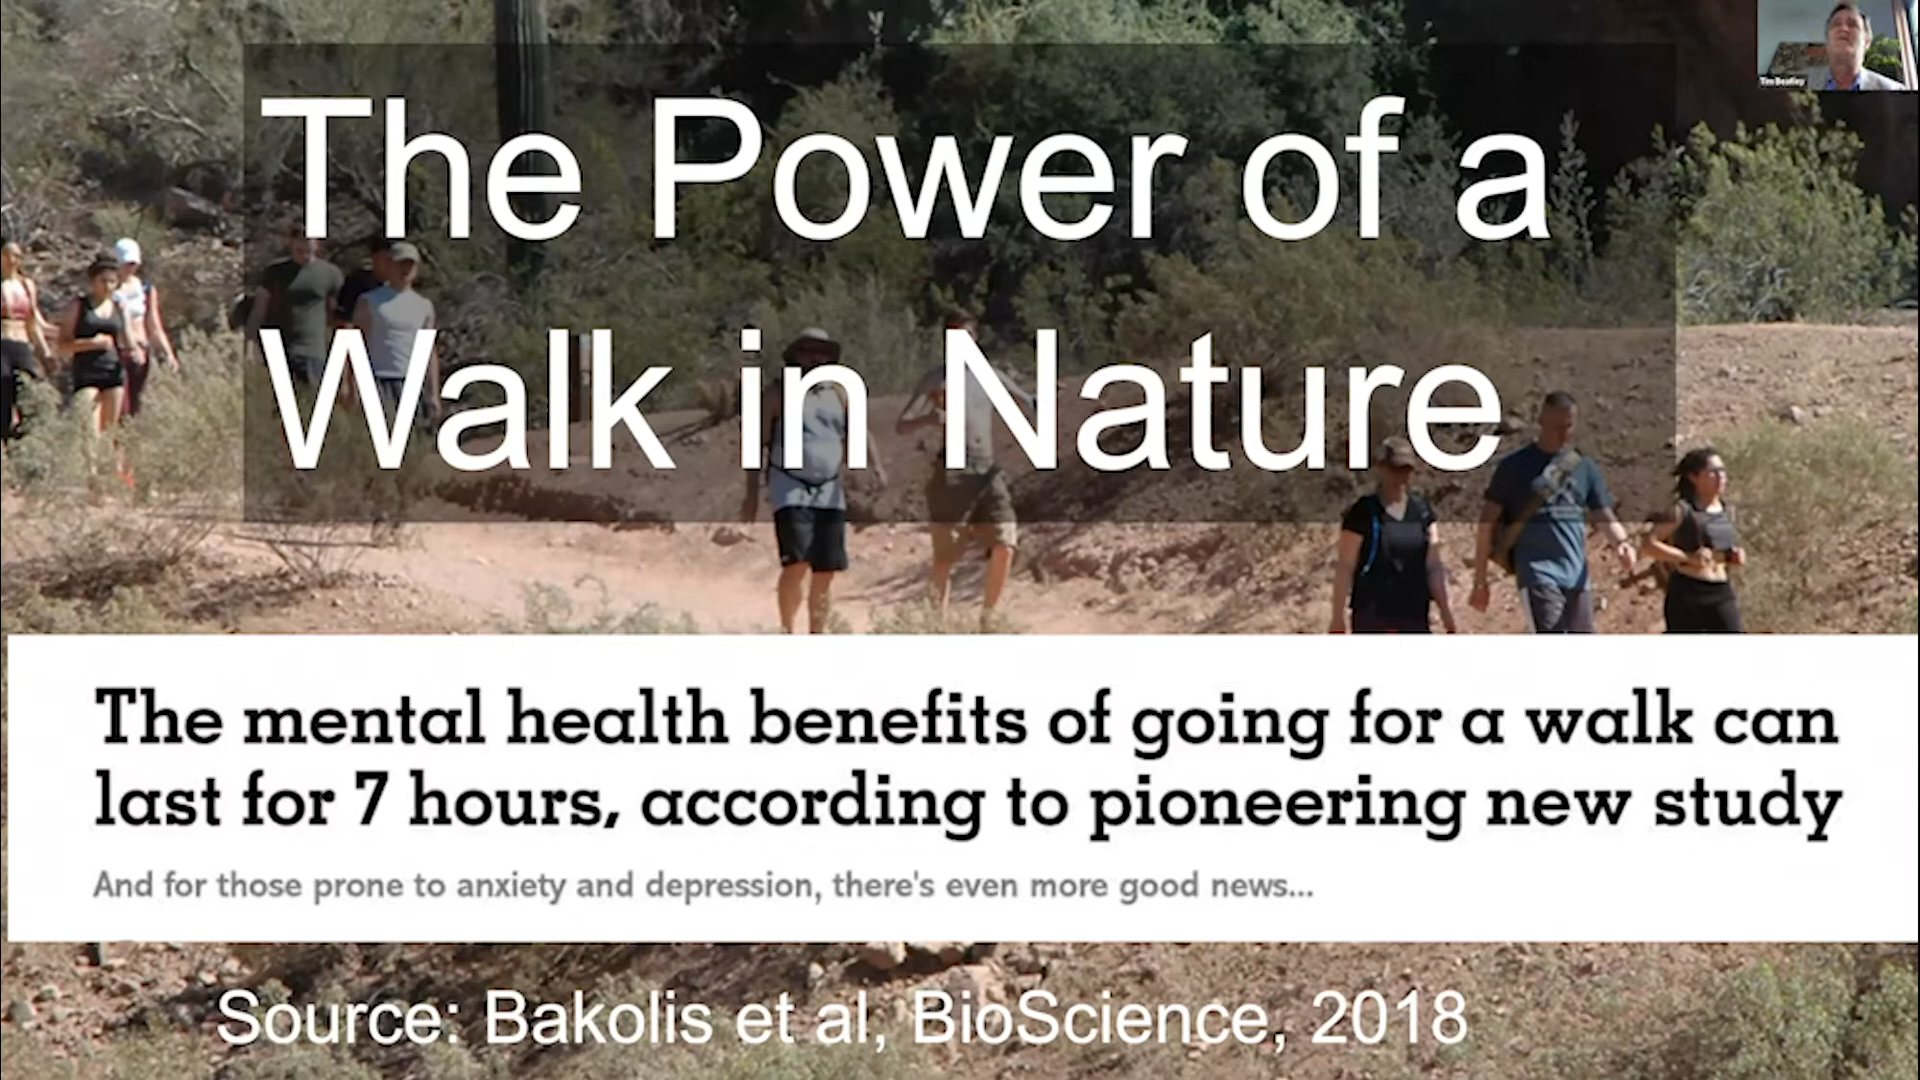 Tim Beatley
The Power of a
Walk in Nature
The mental health benefits of going for a walk can
last for 7 hours, according to pioneering new study
And for those prone to anxiety and depression, there's even more good news...
Source: Bakolis et al, BioScience, 2018